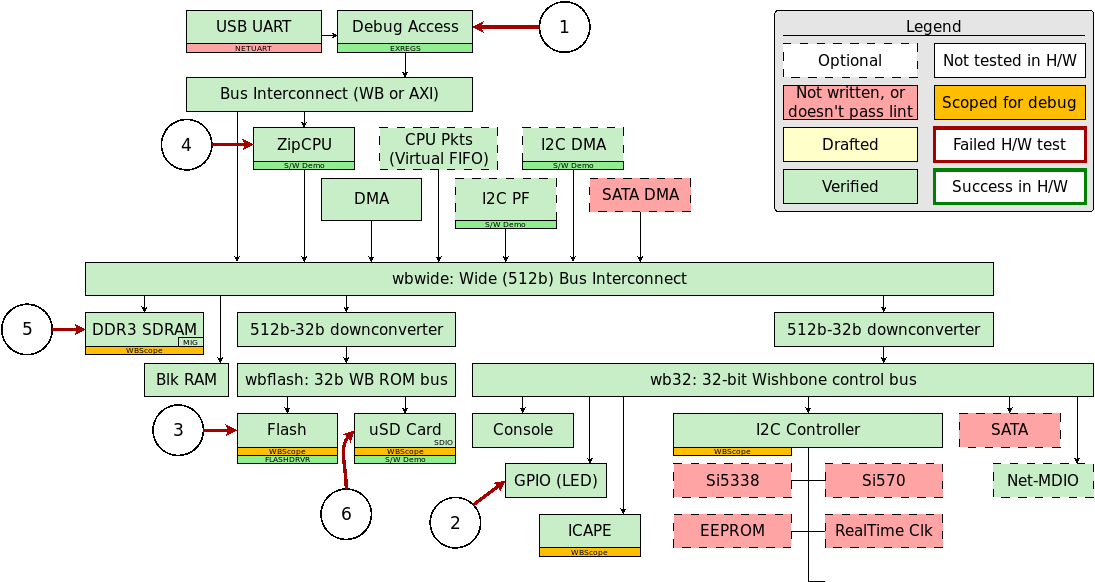 USB UART
NETUART
Debug Access
EXREGS
1
Legend
Optional
Not tested in H/W
Not written, or
doesn't pass lint
Scoped for debug
Drafted
Failed H/W test
Verified
Success in H/W
Bus Interconnect (WB or AXI)
4
ZipCPU
S/W Demo
CPU Pkts
(Virtual FIFO)
I2C DMA
S/W Demo
DMA
I2C PF
S/W Demo
SATA DMA
wbwide: Wide (512b) Bus Interconnect
5
DDR3 SDRAM
MIG
WBScope
512b-32b downconverter
512b-32b downconverter
Blk RAM
wbflash: 32b WB ROM bus
wb32: 32-bit Wishbone control bus
3
Flash
WBScope
FLASHDRVR
uSD Card
SDIO
WBScope
S/W Demo
Console
I2C Controller
WBScope
SATA
6
2
GPIO (LED)
Si5338
Si570
Net-MDIO
ICAPE
WBScope
EEPROM
RealTime Clk